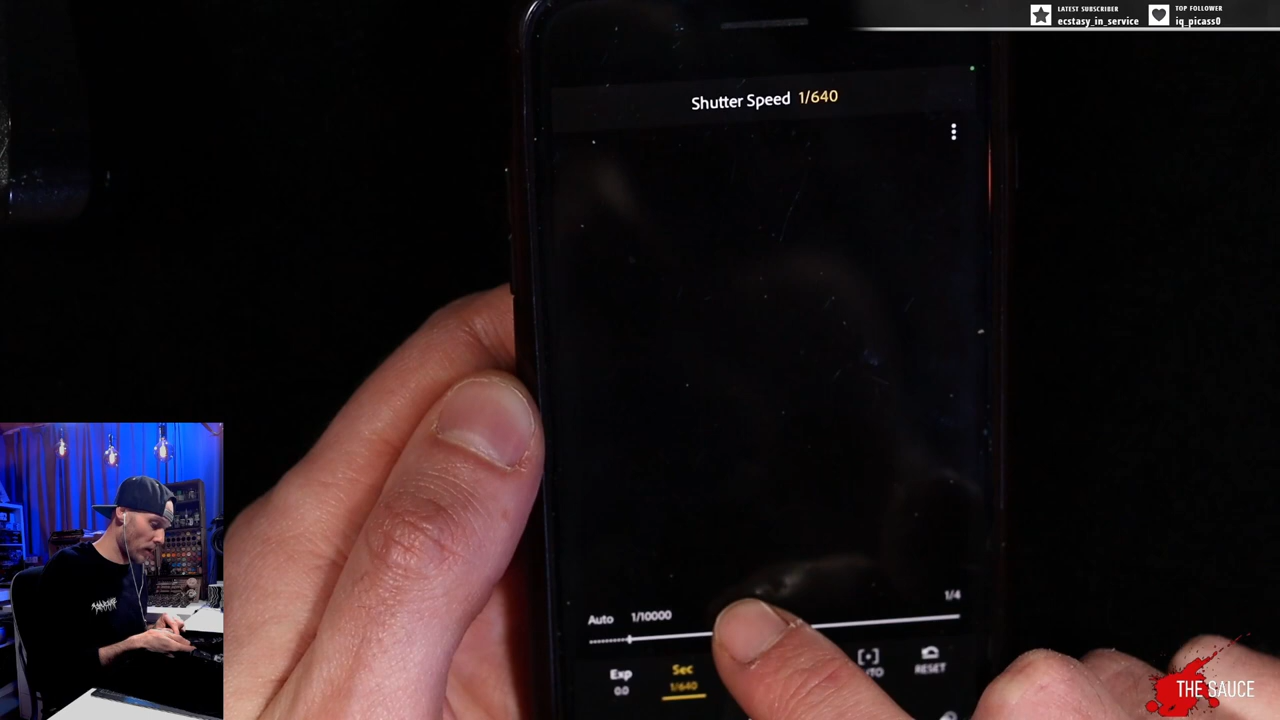 LATEST SUBSCRIBER
ecstasy_in_service
TOP FOLLOWER
iq_picass0
Shutter Speed 1/640
Auto 1/10000
1/4
Exp
0.0
Sec
1/640
RESET
THE SAUCE